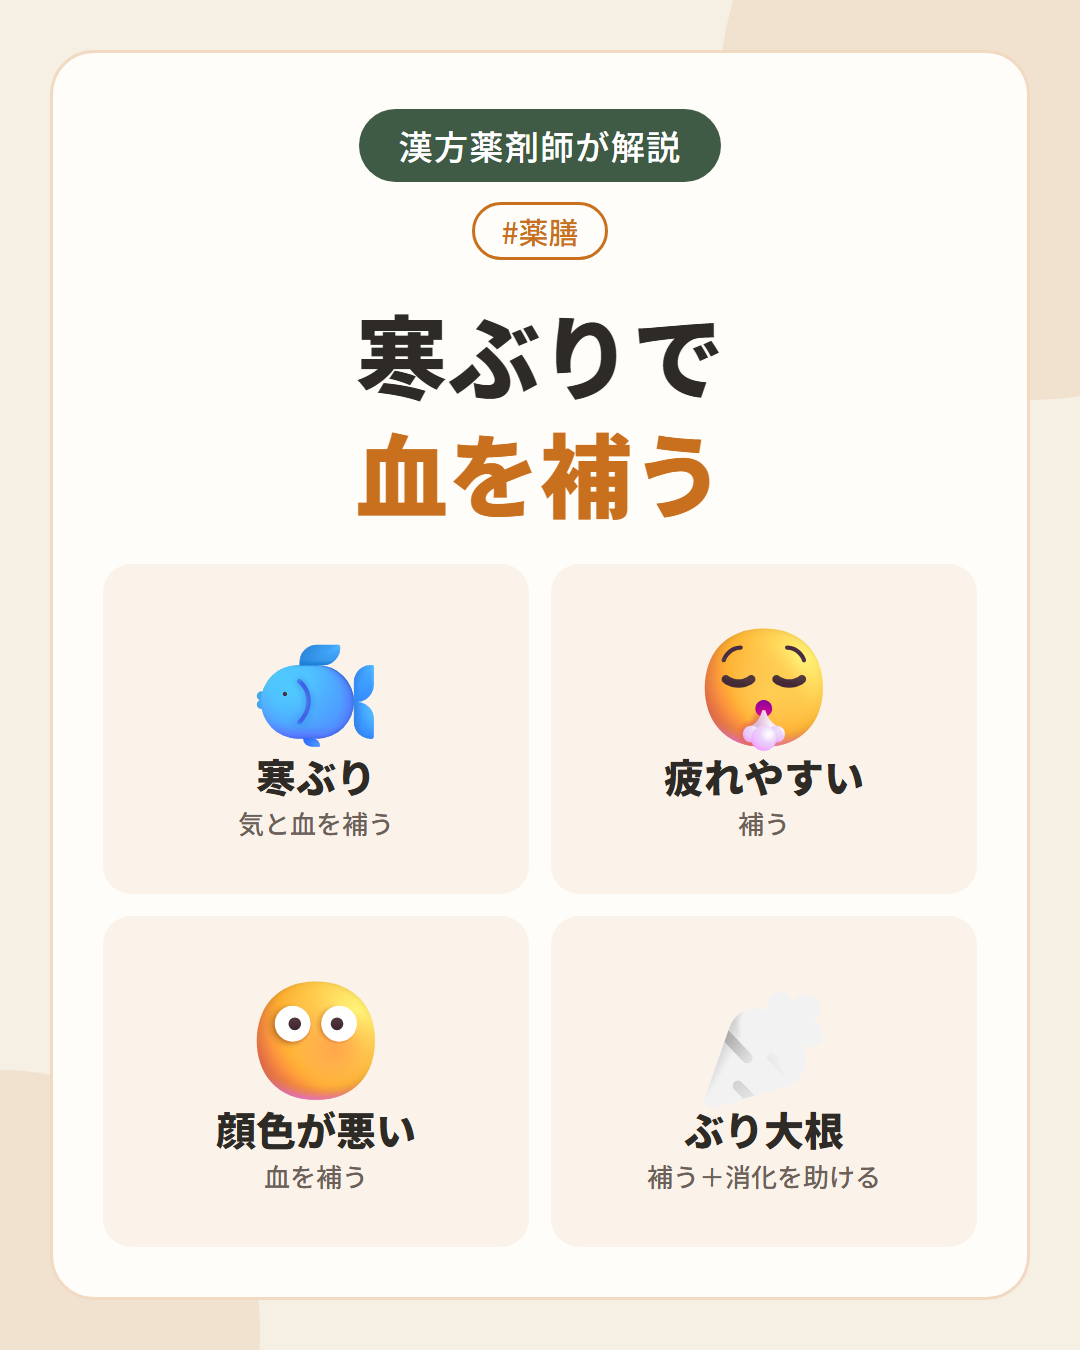 漢方薬剤師が解説
#薬膳
寒ぶりで
血を補う
寒ぶり
気と血を補う
疲れやすい
補う
顔色が悪い
血を補う
ぶり大根
補う＋消化を助ける